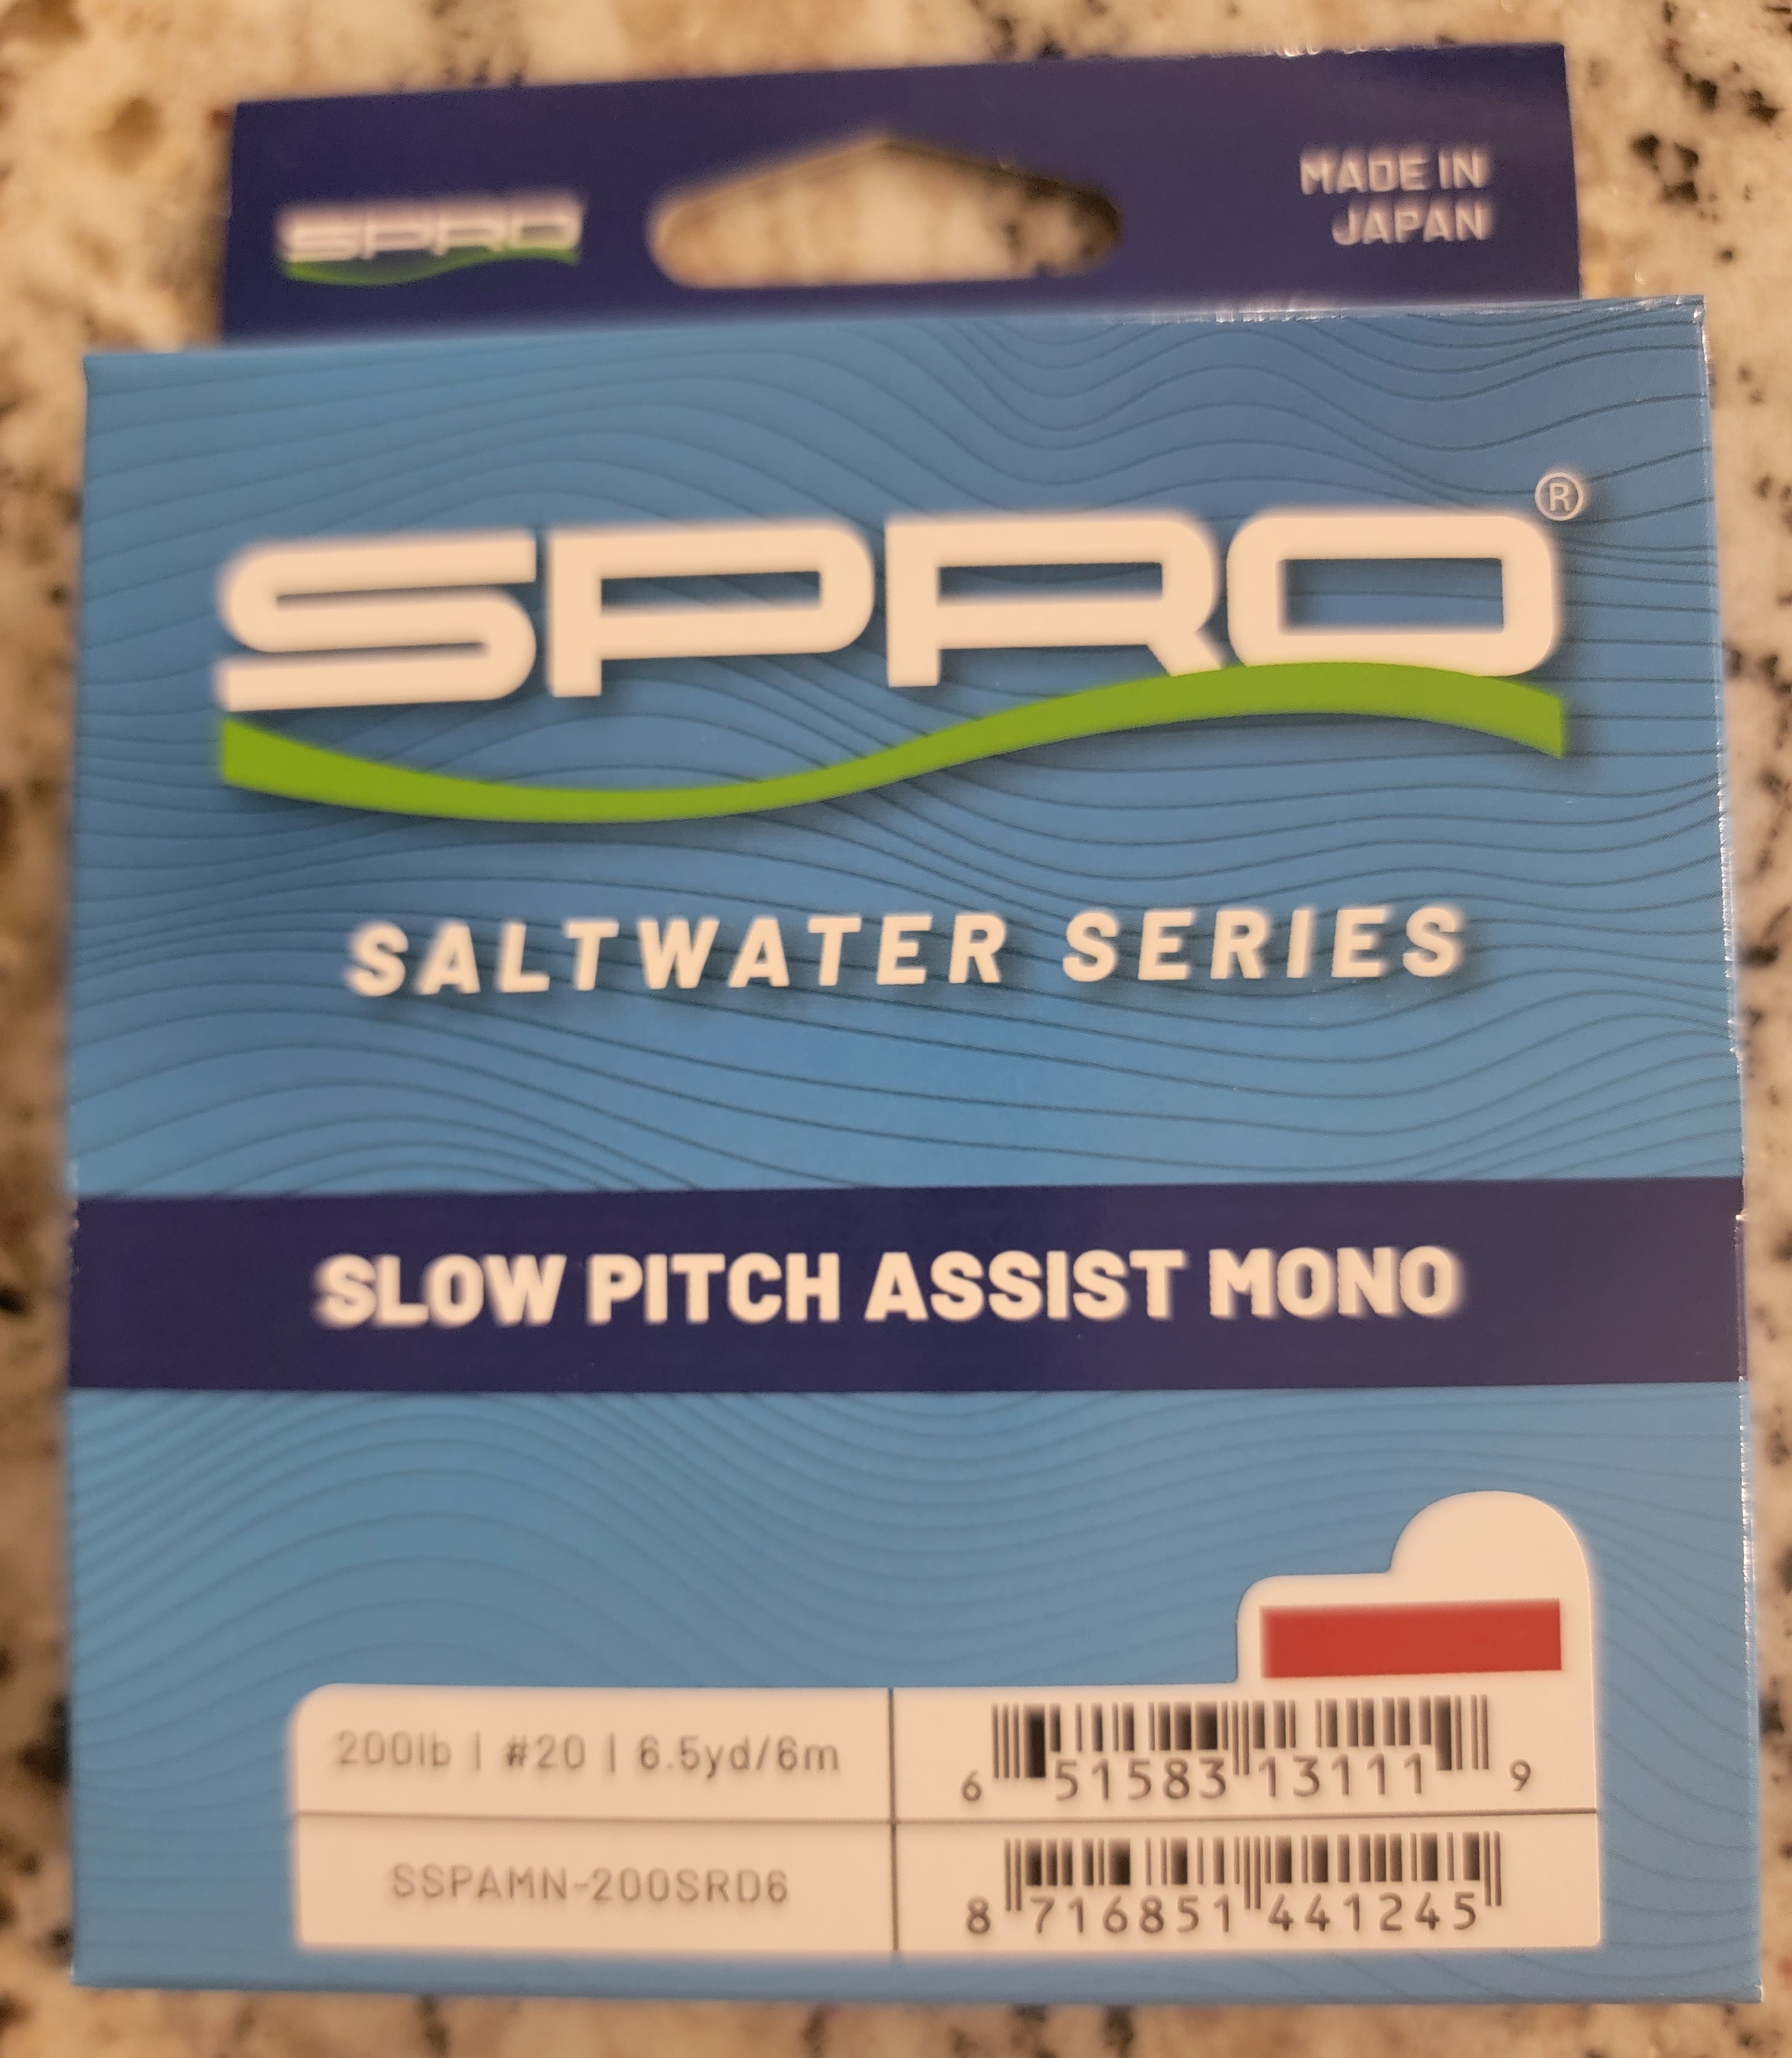 SPRO
MADE IN
JAPAN
SPRO®
SALTWATER SERIES
SLOW PITCH ASSIST MONO
200lb | #20 | 6.5yd/6m
6 51583 13111 9
SSPAMN-200SRD6
8 716851 441245